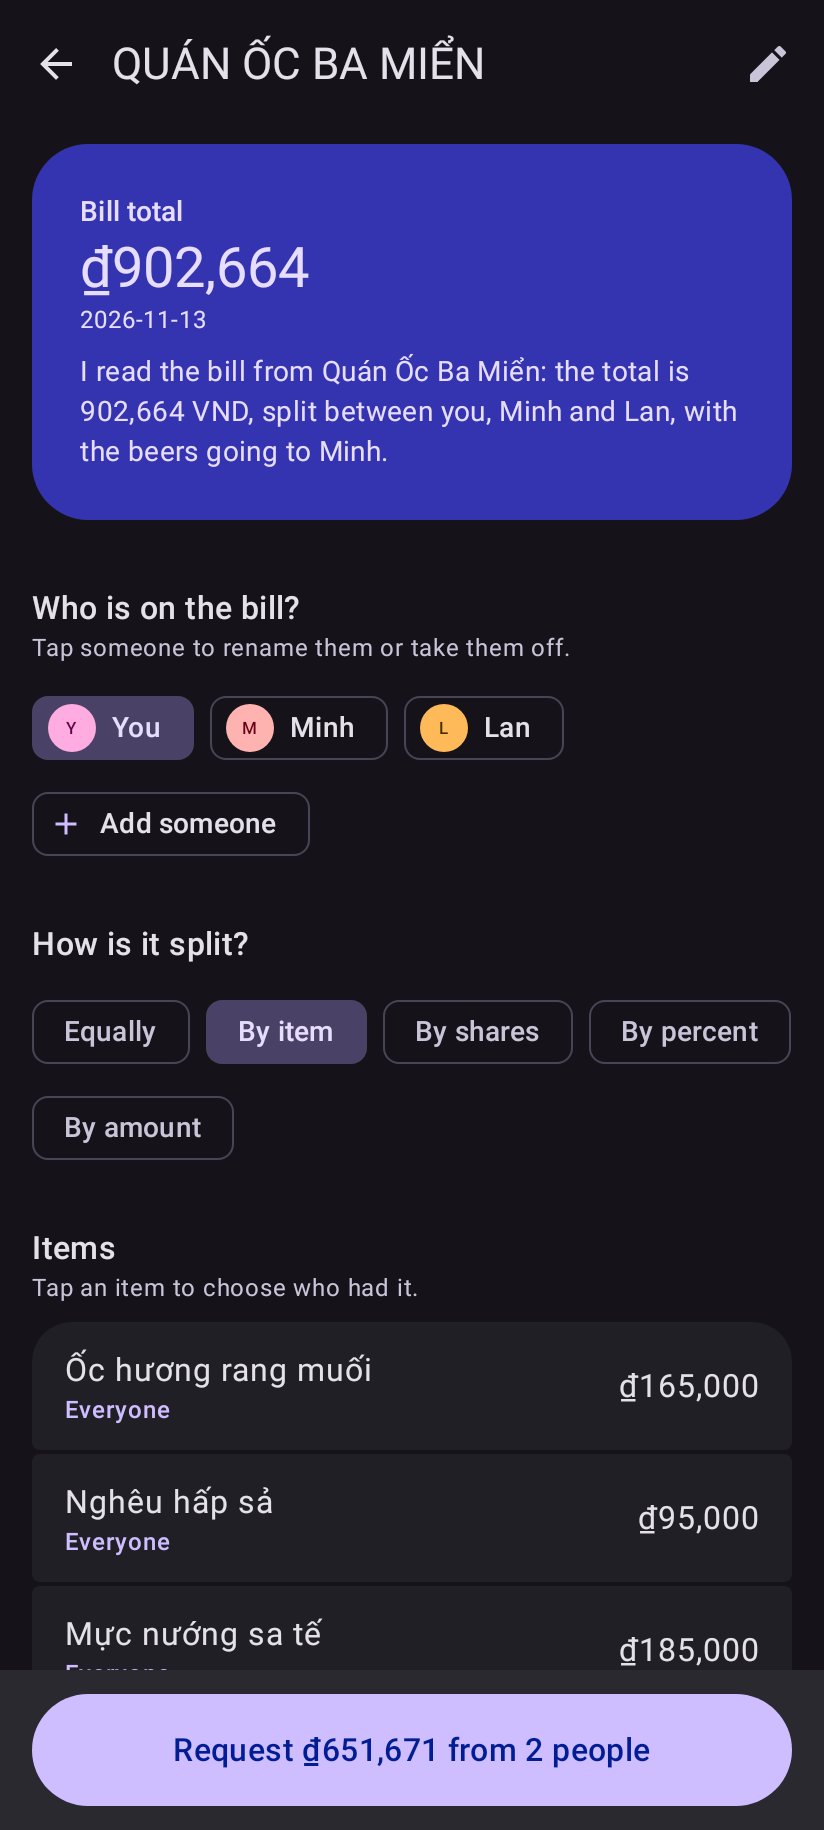 QUÁN ỐC BA MIỂN
Bill total
₫902,664
2026-11-13
I read the bill from Quán Ốc Ba Miển: the total is
902,664 VND, split between you, Minh and Lan, with
the beers going to Minh.
Who is on the bill?
Tap someone to rename them or take them off.
Y You
M Minh
L Lan
+ Add someone
How is it split?
Equally
By item
By shares
By percent
By amount
Items
Tap an item to choose who had it.
Ốc hương rang muối
₫165,000
Everyone
Nghêu hấp sả
₫95,000
Everyone
Mực nướng sa tế
₫185,000
Request ₫651,671 from 2 people